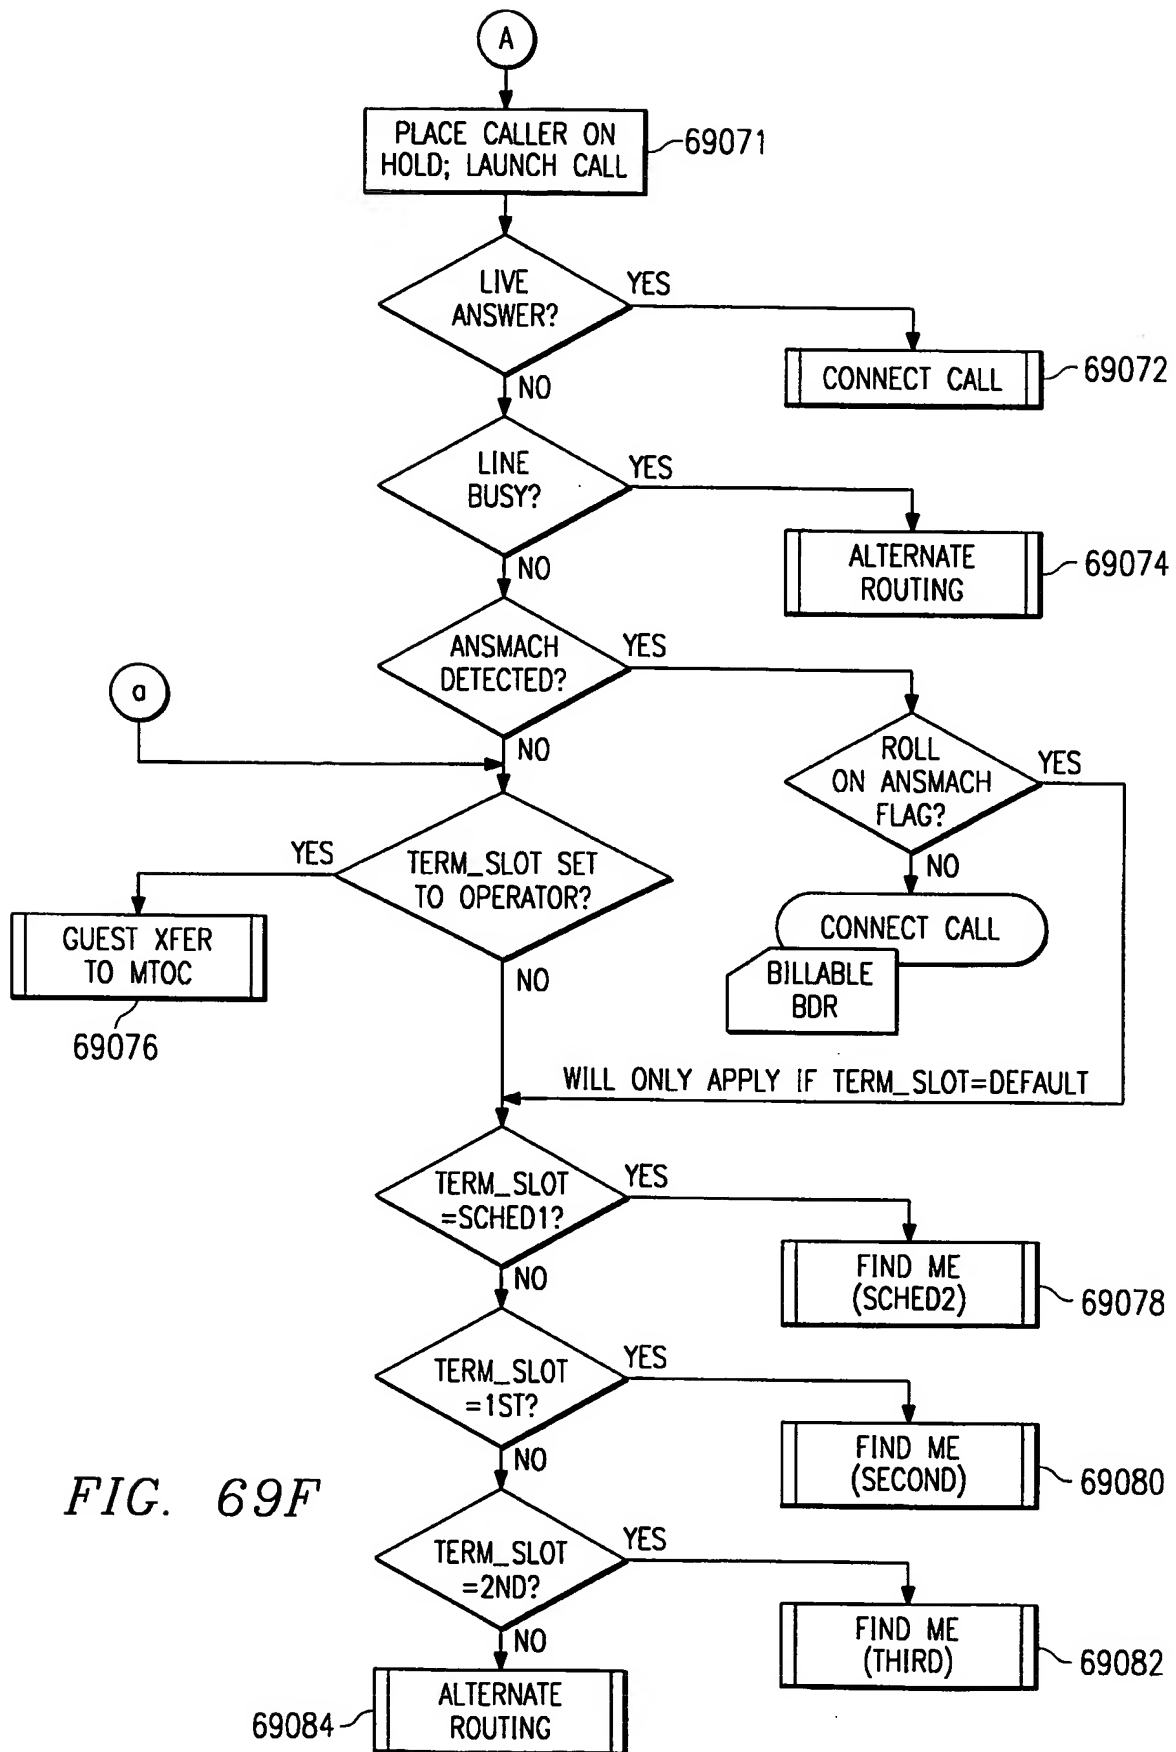 A
PLACE CALLER ON
HOLD; LAUNCH CALL
69071
LIVE
ANSWER?
YES
CONNECT CALL
69072
NO
LINE
BUSY?
YES
ALTERNATE
ROUTING
69074
NO
ANSMACH
DETECTED?
YES
a
NO
ROLL
ON ANSMACH
FLAG?
YES
NO
CONNECT CALL
BILLABLE
BDR
TERM_SLOT SET
TO OPERATOR?
YES
GUEST XFER
TO MTOC
69076
NO
WILL ONLY APPLY IF TERM_SLOT=DEFAULT
TERM_SLOT
=SCHED1?
YES
FIND ME
(SCHED2)
69078
NO
TERM_SLOT
=1ST?
YES
FIND ME
(SECOND)
69080
NO
FIG. 69F
TERM_SLOT
=2ND?
YES
FIND ME
(THIRD)
69082
NO
ALTERNATE
ROUTING
69084